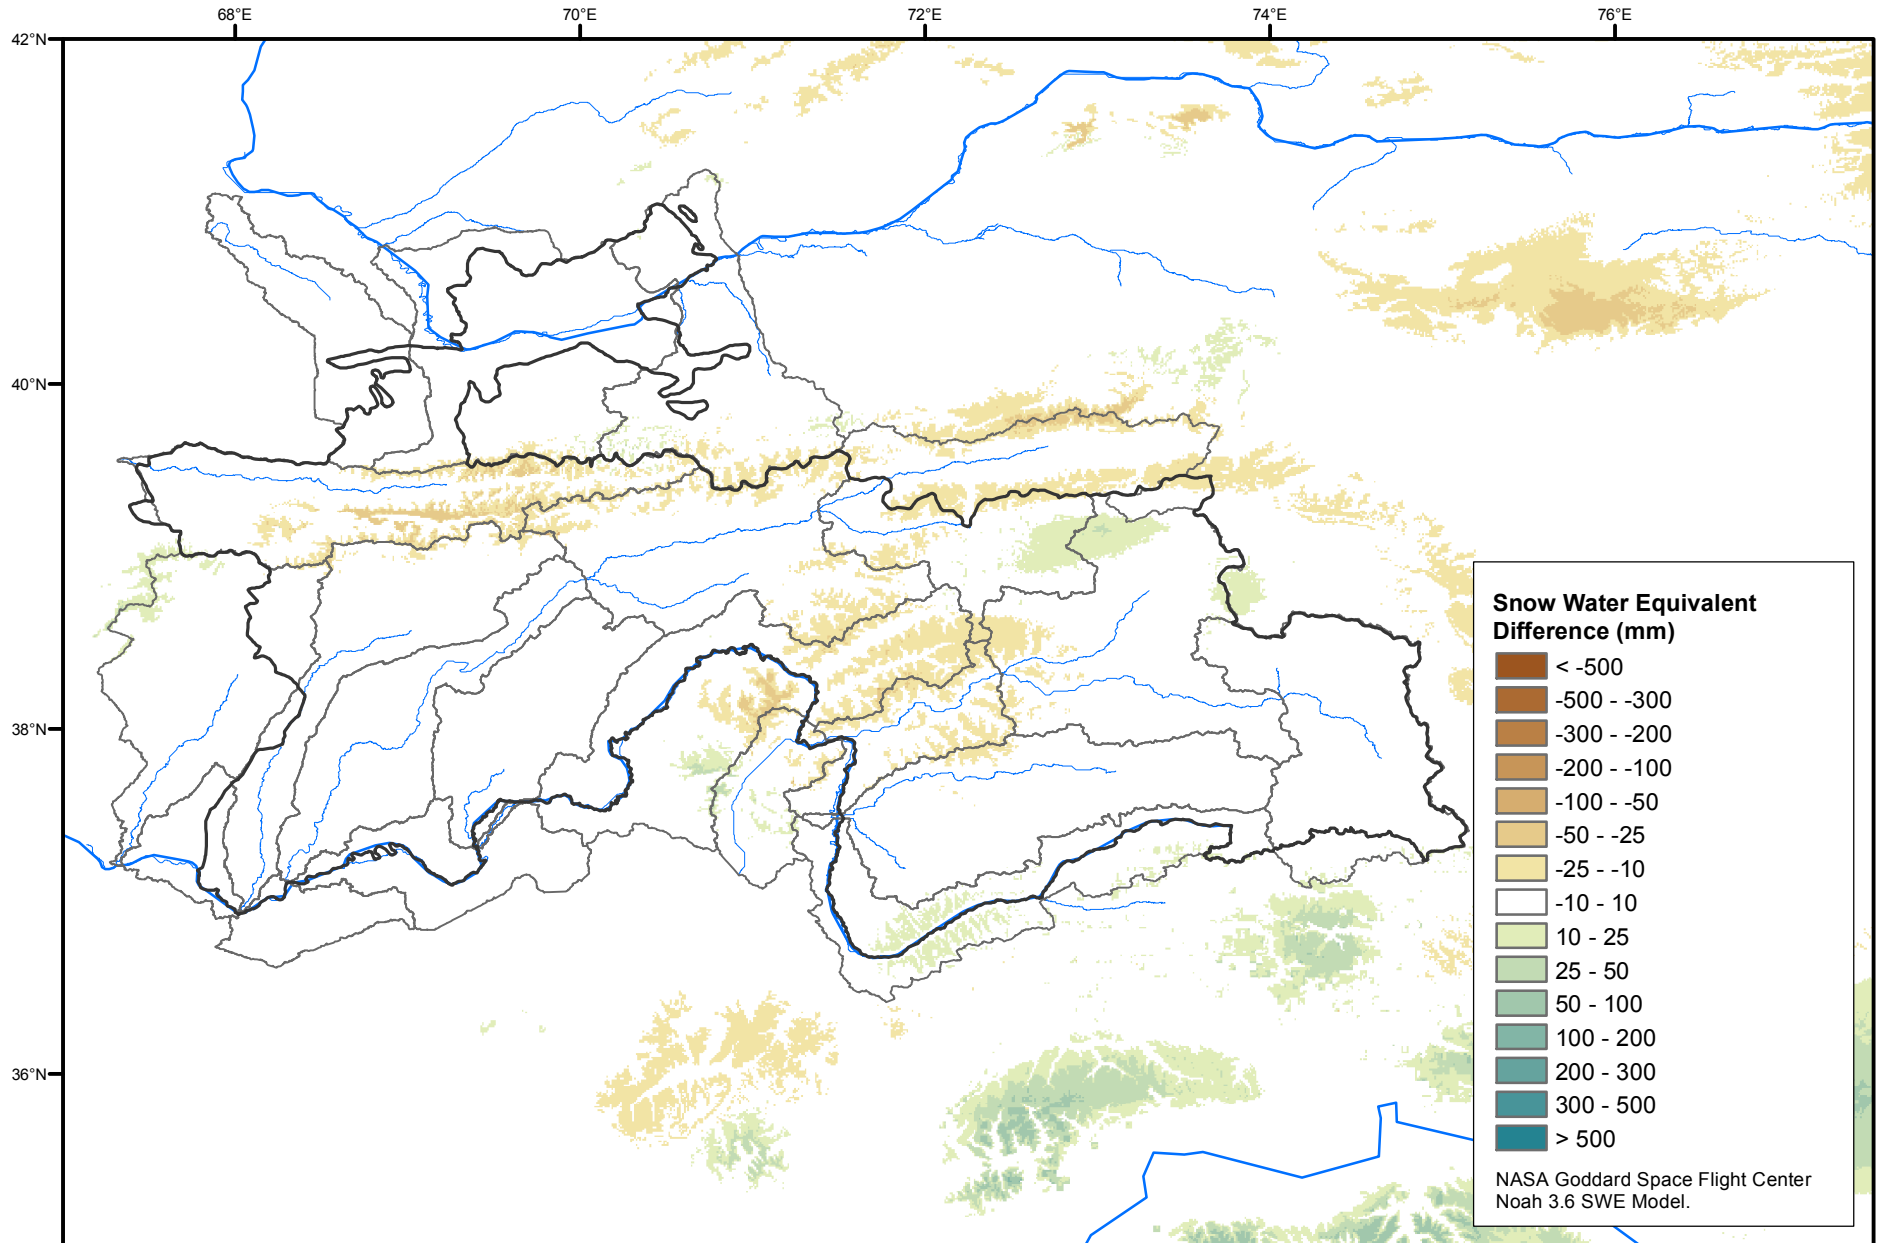 68°E
70°E
72°E
74°E
76°E
42°N
40°N
38°N
36°N
Snow Water Equivalent
Difference (mm)
< -500
-500 - -300
-300 - -200
-200 - -100
-100 - -50
-50 - -25
-25 - -10
-10 - 10
10 - 25
25 - 50
50 - 100
100 - 200
200 - 300
300 - 500
> 500
NASA Goddard Space Flight Center
Noah 3.6 SWE Model.